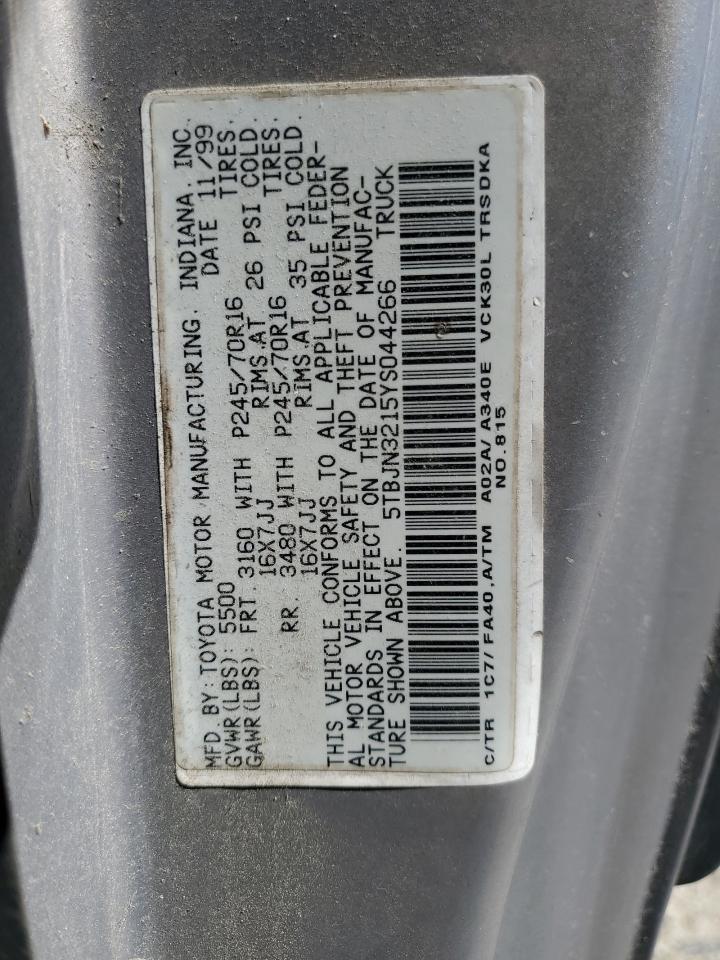 MFD. BY: TOYOTA MOTOR MANUFACTURING, INDIANA, INC.
DATE 11/99
GVWR(LBS): 5500
GAWR(LBS): FRT. 3160 WITH P245/70R16 TIRES,
16X7JJ RIMS,AT 26 PSI COLD.
RR. 3480 WITH P245/70R16 TIRES,
16X7JJ RIMS,AT 35 PSI COLD.
THIS VEHICLE CONFORMS TO ALL APPLICABLE FEDER-
AL MOTOR VEHICLE SAFETY AND THEFT PREVENTION
STANDARDS IN EFFECT ON THE DATE OF MANUFAC-
TURE SHOWN ABOVE. 5TBJN3215YS044266 TRUCK
C/TR 1C7/FA40,A/TM A02A/A340E VCK30L TRSDKA
NO.815